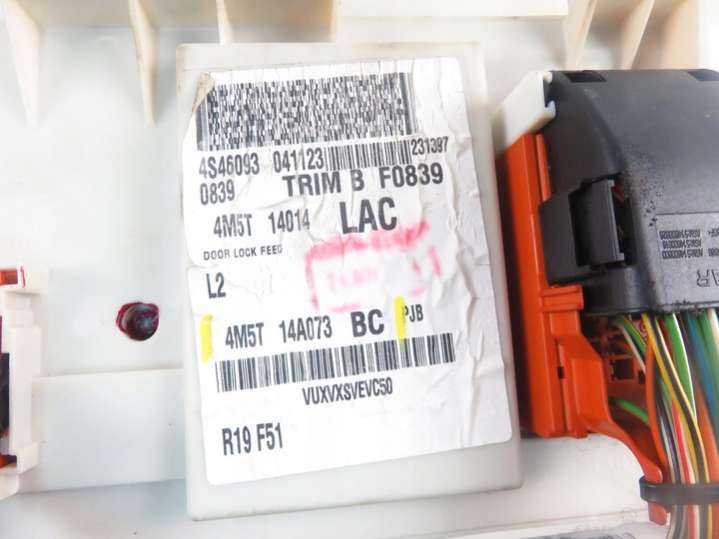 4S46093 041123 231397
0839 TRIM B F0839
4M5T 14014 LAC
DOOR LOCK FEED
L2
4M5T 14A073 BC PJB
VUXVXSVEVC50
R19 F51